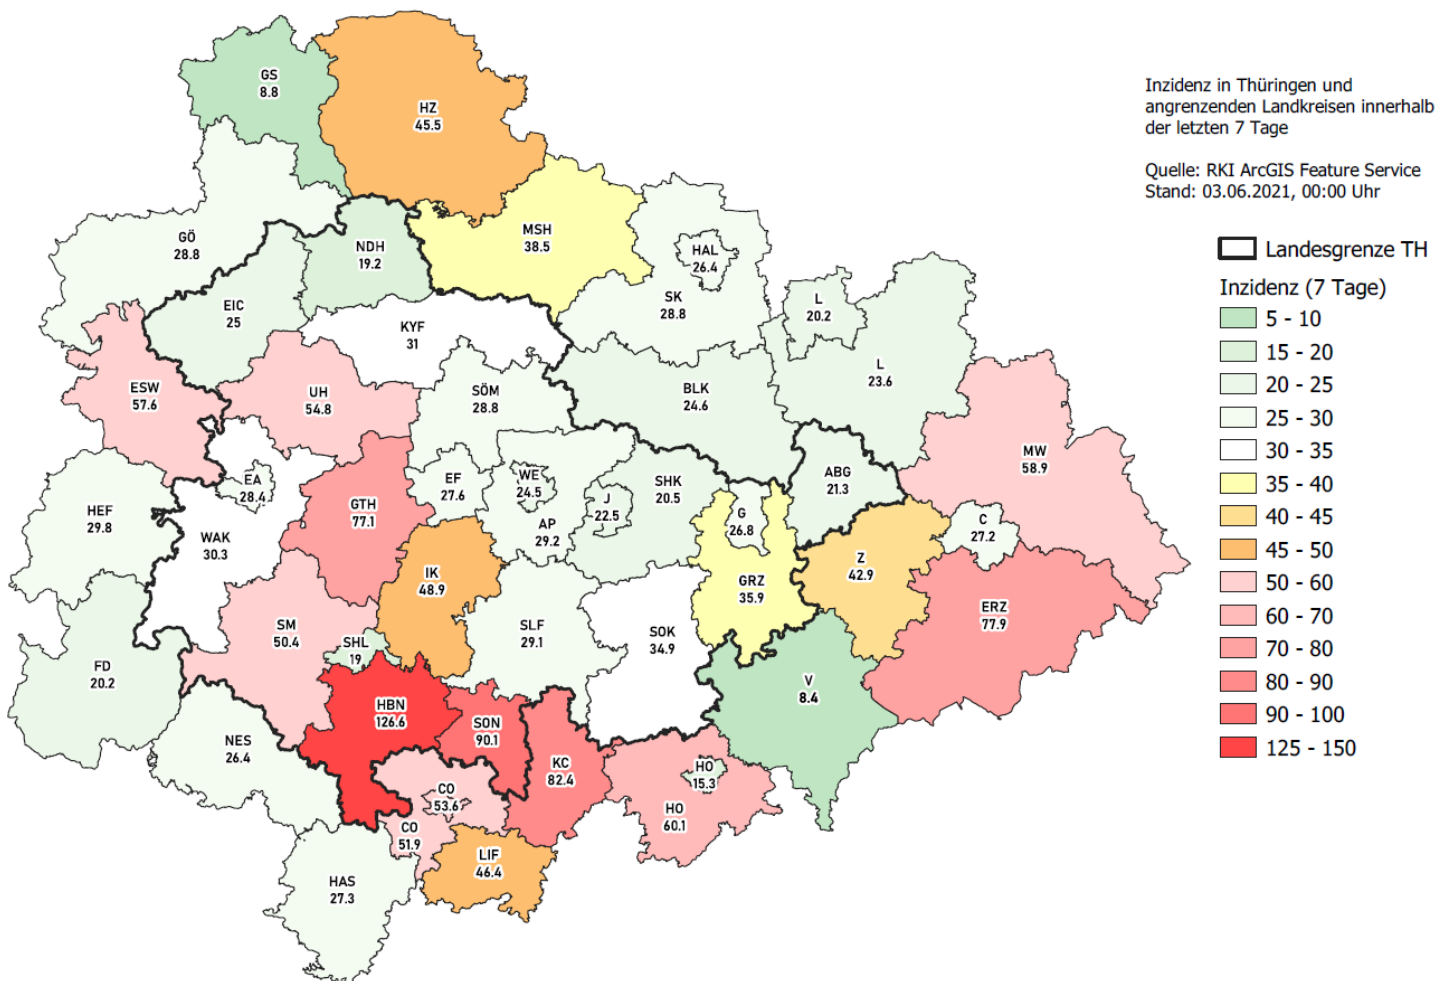 Inzidenz in Thüringen und
angrenzenden Landkreisen innerhalb
der letzten 7 Tage
Quelle: RKI ArcGIS Feature Service
Stand: 03.06.2021, 00:00 Uhr
Landesgrenze TH
Inzidenz (7 Tage)
5 - 10
15 - 20
20 - 25
25 - 30
30 - 35
35 - 40
40 - 45
45 - 50
50 - 60
60 - 70
70 - 80
80 - 90
90 - 100
125 - 150
GS
8.8
HZ
45.5
GÖ
28.8
NDH
19.2
MSH
38.5
HAL
26.4
EIC
25
SK
28.8
L
20.2
KYF
31
L
23.6
ESW
57.6
UH
54.8
SÖM
28.8
BLK
24.6
MW
58.9
EA
28.4
GTH
77.1
EF
27.6
WE
24.5
J
22.5
SHK
20.5
ABG
21.3
HEF
29.8
WAK
30.3
AP
29.2
G
26.8
C
27.2
IK
48.9
GRZ
35.9
Z
42.9
ERZ
77.9
SM
50.4
SHL
19
SLF
29.1
SOK
34.9
FD
20.2
V
8.4
HBN
126.6
SON
90.1
NES
26.4
KC
82.4
HO
15.3
CO
53.6
HO
60.1
CO
51.9
LIF
46.4
HAS
27.3